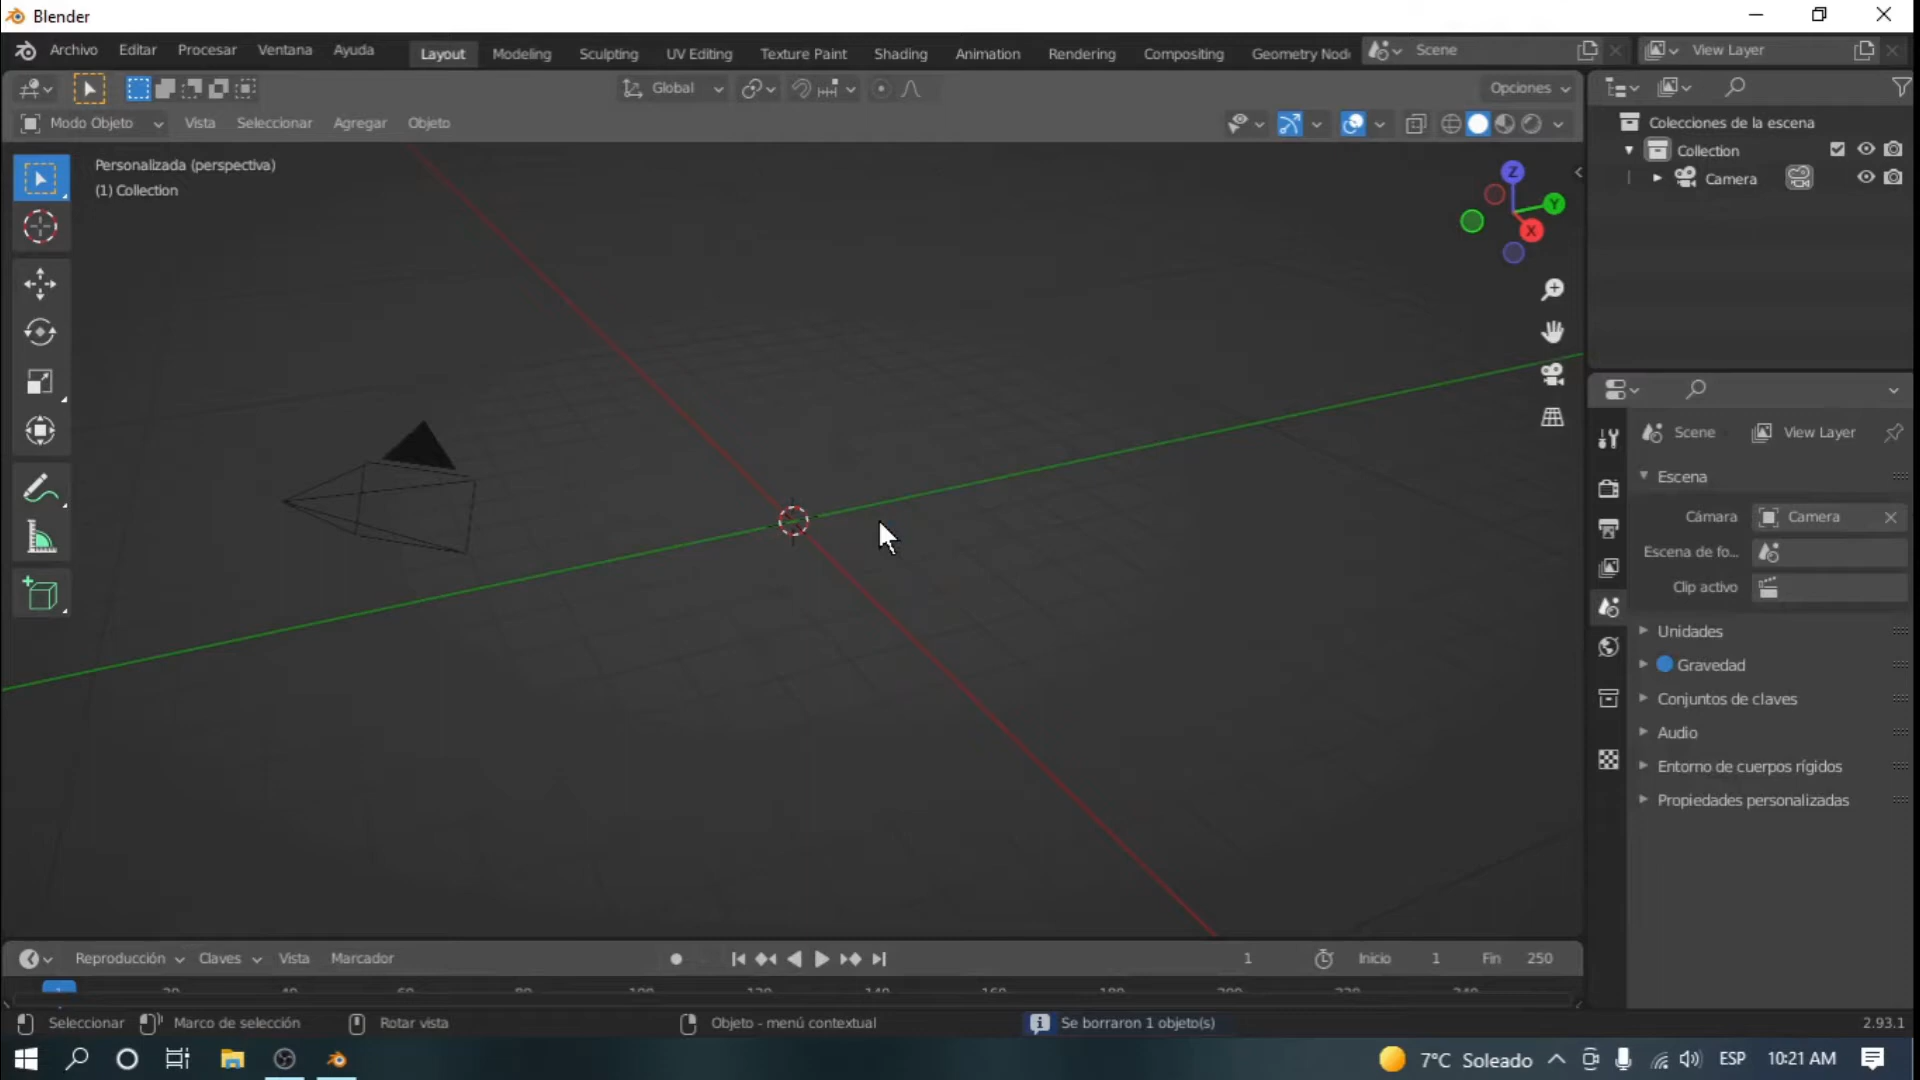 Blender
Archivo Editar Procesar Ventana Ayuda Layout Modeling Sculpting UV Editing Texture Paint Shading Animation Rendering Compositing Geometry Nod Scene View Layer
Global Opciones
Modo Objeto Vista Seleccionar Agregar Objeto
Personalizada (perspectiva)
(1) Collection
Z
Y
X
Colecciones de la escena
Collection
Camera
Scene View Layer
Escena
Cámara Camera
Escena de fo...
Clip activo
Unidades
Gravedad
Conjuntos de claves
Audio
Entorno de cuerpos rígidos
Propiedades personalizadas
Reproducción Claves Vista Marcador 1 Inicio 1 Fin 250
1 20 40 60 80 100 120 140 160 180 200 220 240
Seleccionar Marco de selección Rotar vista Objeto - menú contextual Se borraron 1 objeto(s) 2.93.1
7°C Soleado ESP 10:21 AM